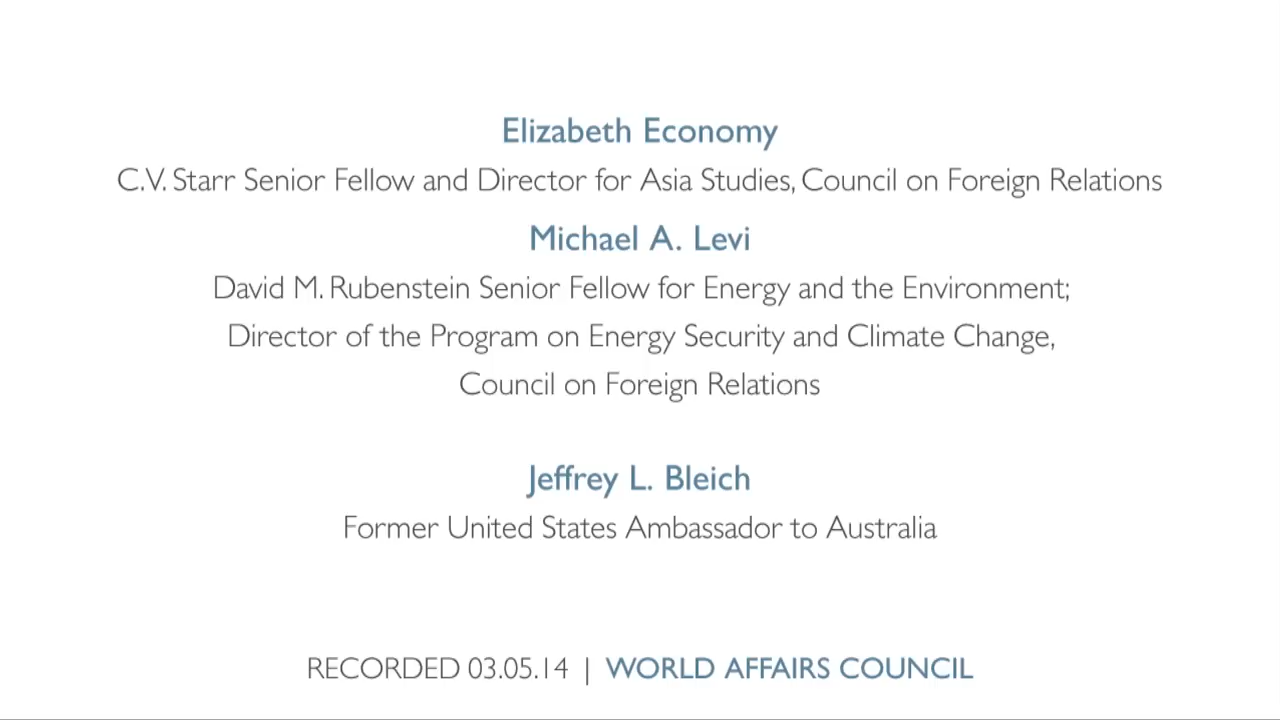 Elizabeth Economy
C.V. Starr Senior Fellow and Director for Asia Studies, Council on Foreign Relations
Michael A. Levi
David M. Rubenstein Senior Fellow for Energy and the Environment;
Director of the Program on Energy Security and Climate Change,
Council on Foreign Relations
Jeffrey L. Bleich
Former United States Ambassador to Australia
RECORDED 03.05.14 | WORLD AFFAIRS COUNCIL